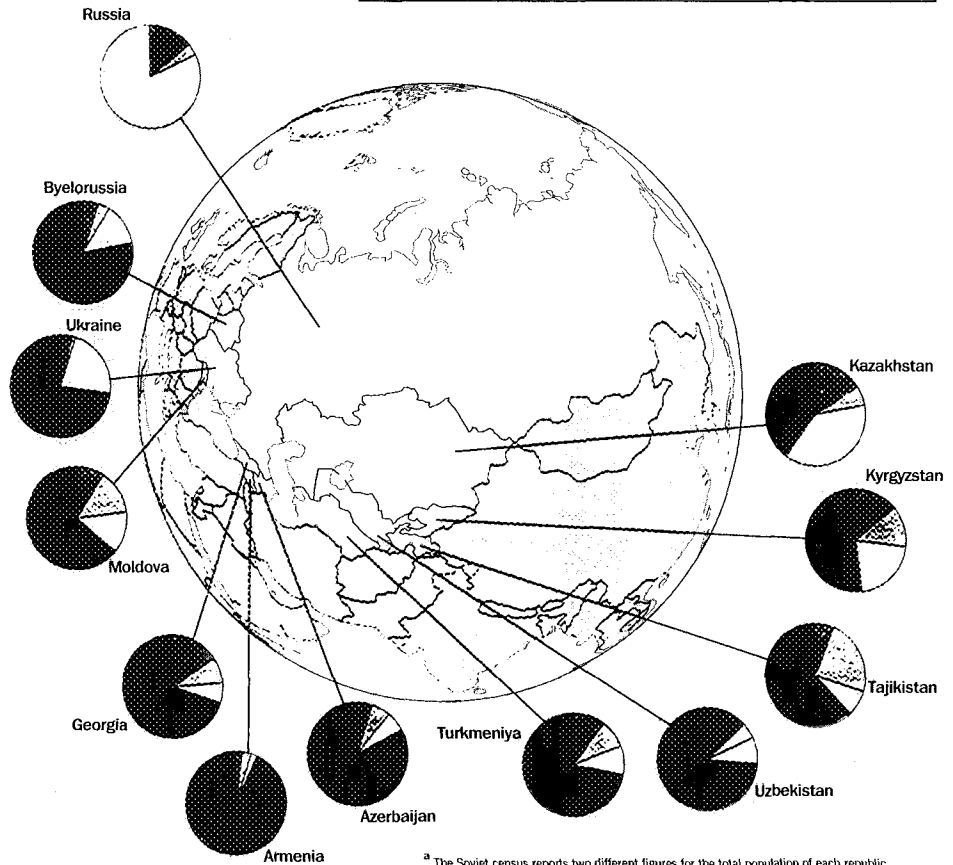 Russia
Byelorussia
Ukraine
Kazakhstan
Kyrgyzstan
Moldova
Tajikistan
Georgia
Turkmeniya
Uzbekistan
Azerbaijan
Armenia
a The Soviet census reports two different figures for the total population of each republic